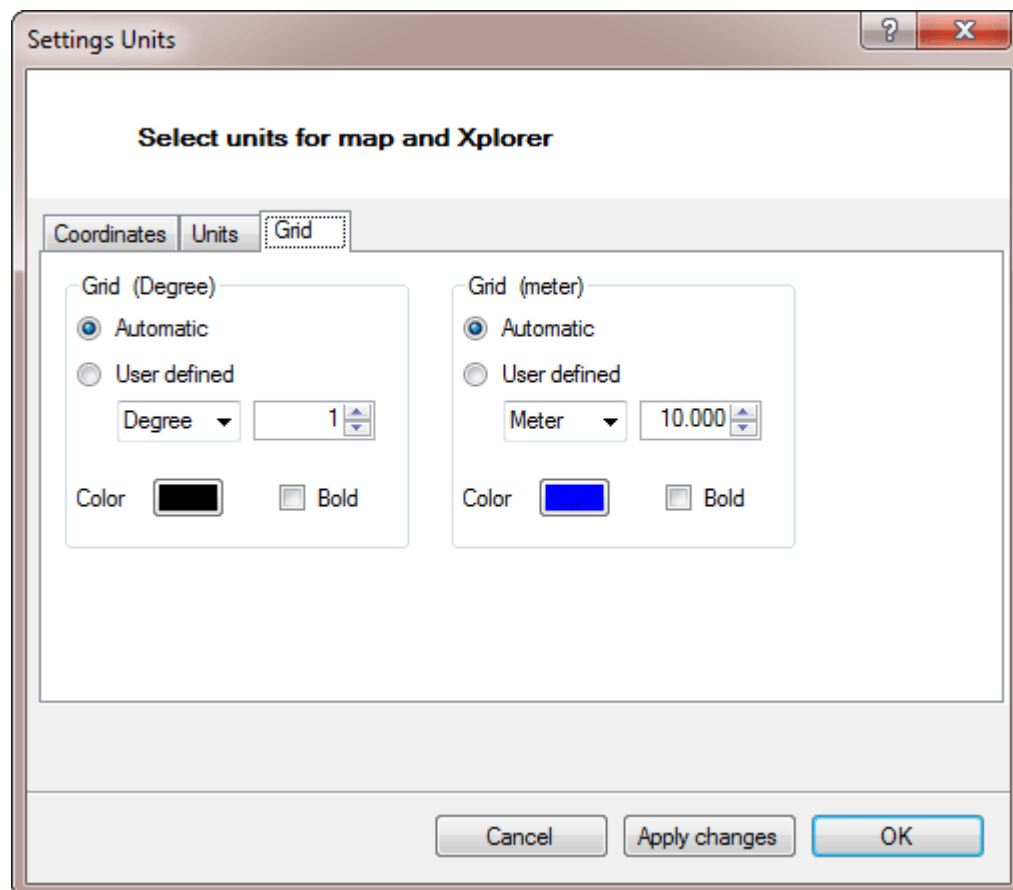 Settings Units
Select units for map and Xplorer
Coordinates Units Grid
Grid (Degree) Grid (meter)
Automatic Automatic
User defined User defined
Degree 1 Meter 10.000
Color Bold Color Bold
Cancel Apply changes OK